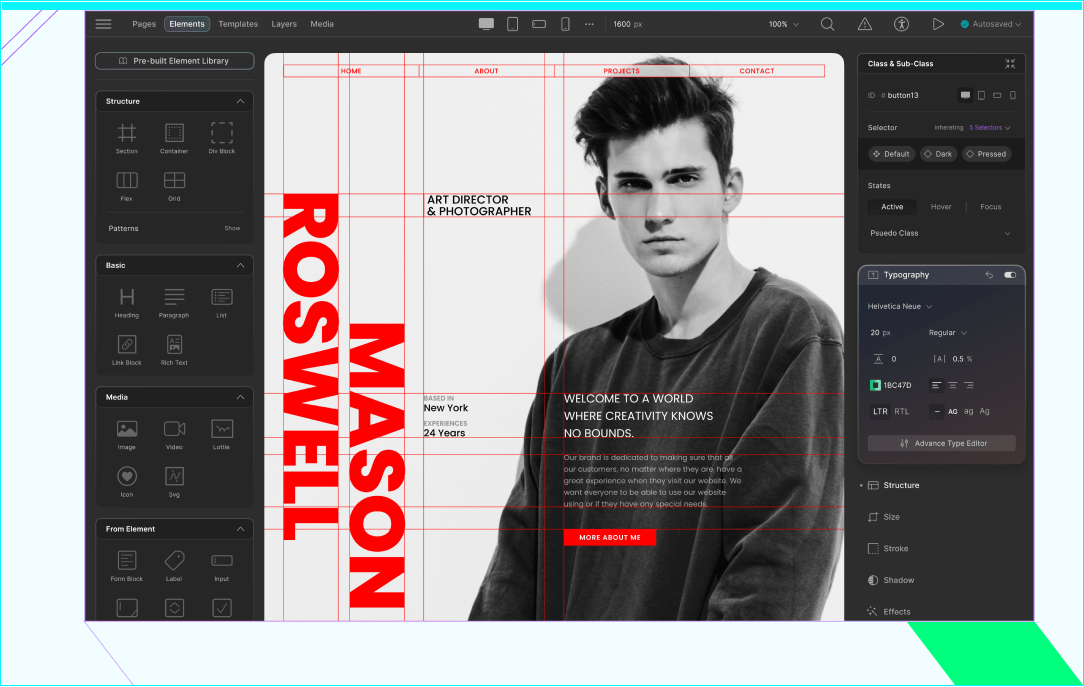 Pages Elements Templates Layers Media
1600 px
100%
Autosaved
Pre-built Element Library
Structure
Section Container Div Block
Flex Grid
Patterns Show
Basic
Heading Paragraph List
Link Block Rich Text
Media
Image Video Lottie
Icon Svg
From Element
Form Block Label Input
HOME ABOUT PROJECTS CONTACT
ART DIRECTOR
& PHOTOGRAPHER
ROSWELL
MASON
BASED IN
New York
EXPERIENCES
24 Years
WELCOME TO A WORLD
WHERE CREATIVITY KNOWS
NO BOUNDS.
Our brand is dedicated to making sure that all
our customers, no matter where they are, have a
great experience when they visit our website. We
want everyone to be able to use our website
using or if they have any special needs.
MORE ABOUT ME
Class & Sub-Class
ID # button13
Selector Inhereting 5 Selectors
Default Dark Pressed
States
Active Hover Focus
Psuedo Class
Typography
Helvetica Neue
20 px Regular
A 0 |A| 0.5 %
1BC47D
LTR RTL – AG ag Ag
Advance Type Editor
Structure
Size
Stroke
Shadow
Effects